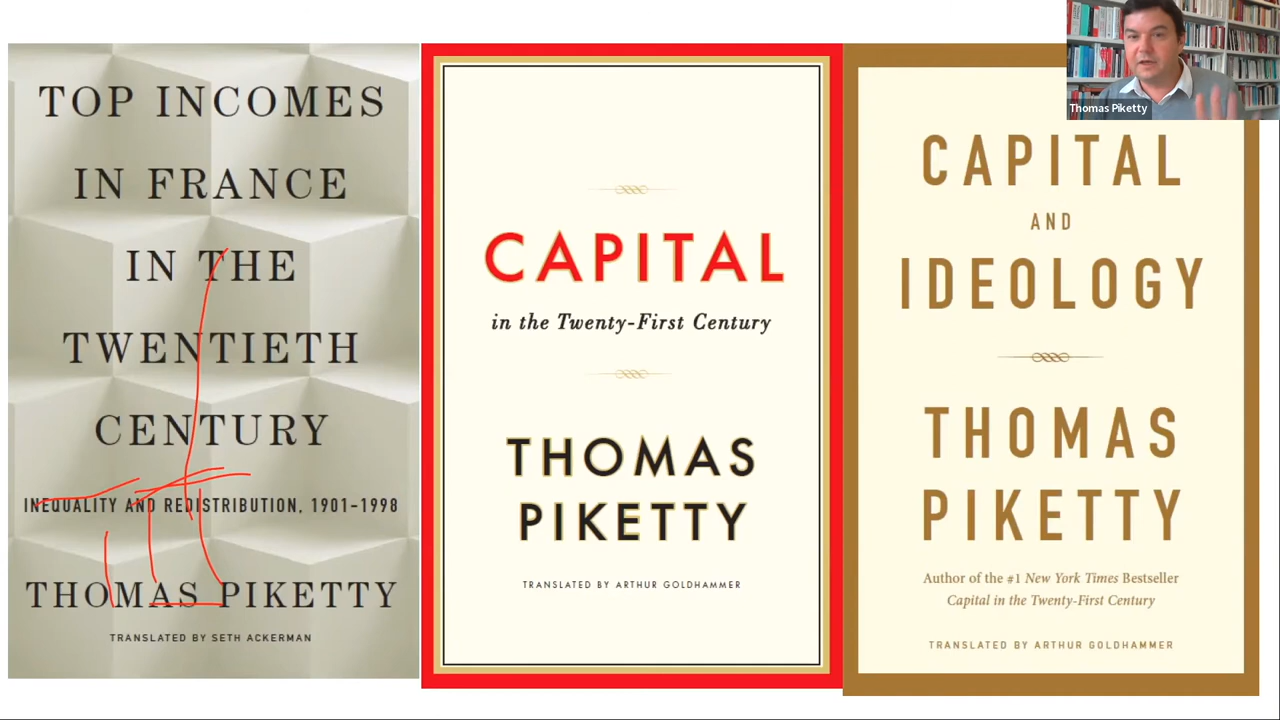 TOP INCOMES
IN FRANCE
IN THE
TWENTIETH
CENTURY
INEQUALITY AND REDISTRIBUTION, 1901–1998
THOMAS PIKETTY
TRANSLATED BY SETH ACKERMAN
CAPITAL
in the Twenty-First Century
THOMAS
PIKETTY
TRANSLATED BY ARTHUR GOLDHAMMER
CAPITAL
AND
IDEOLOGY
THOMAS
PIKETTY
Author of the #1 New York Times Bestseller
Capital in the Twenty-First Century
TRANSLATED BY ARTHUR GOLDHAMMER
Thomas Piketty